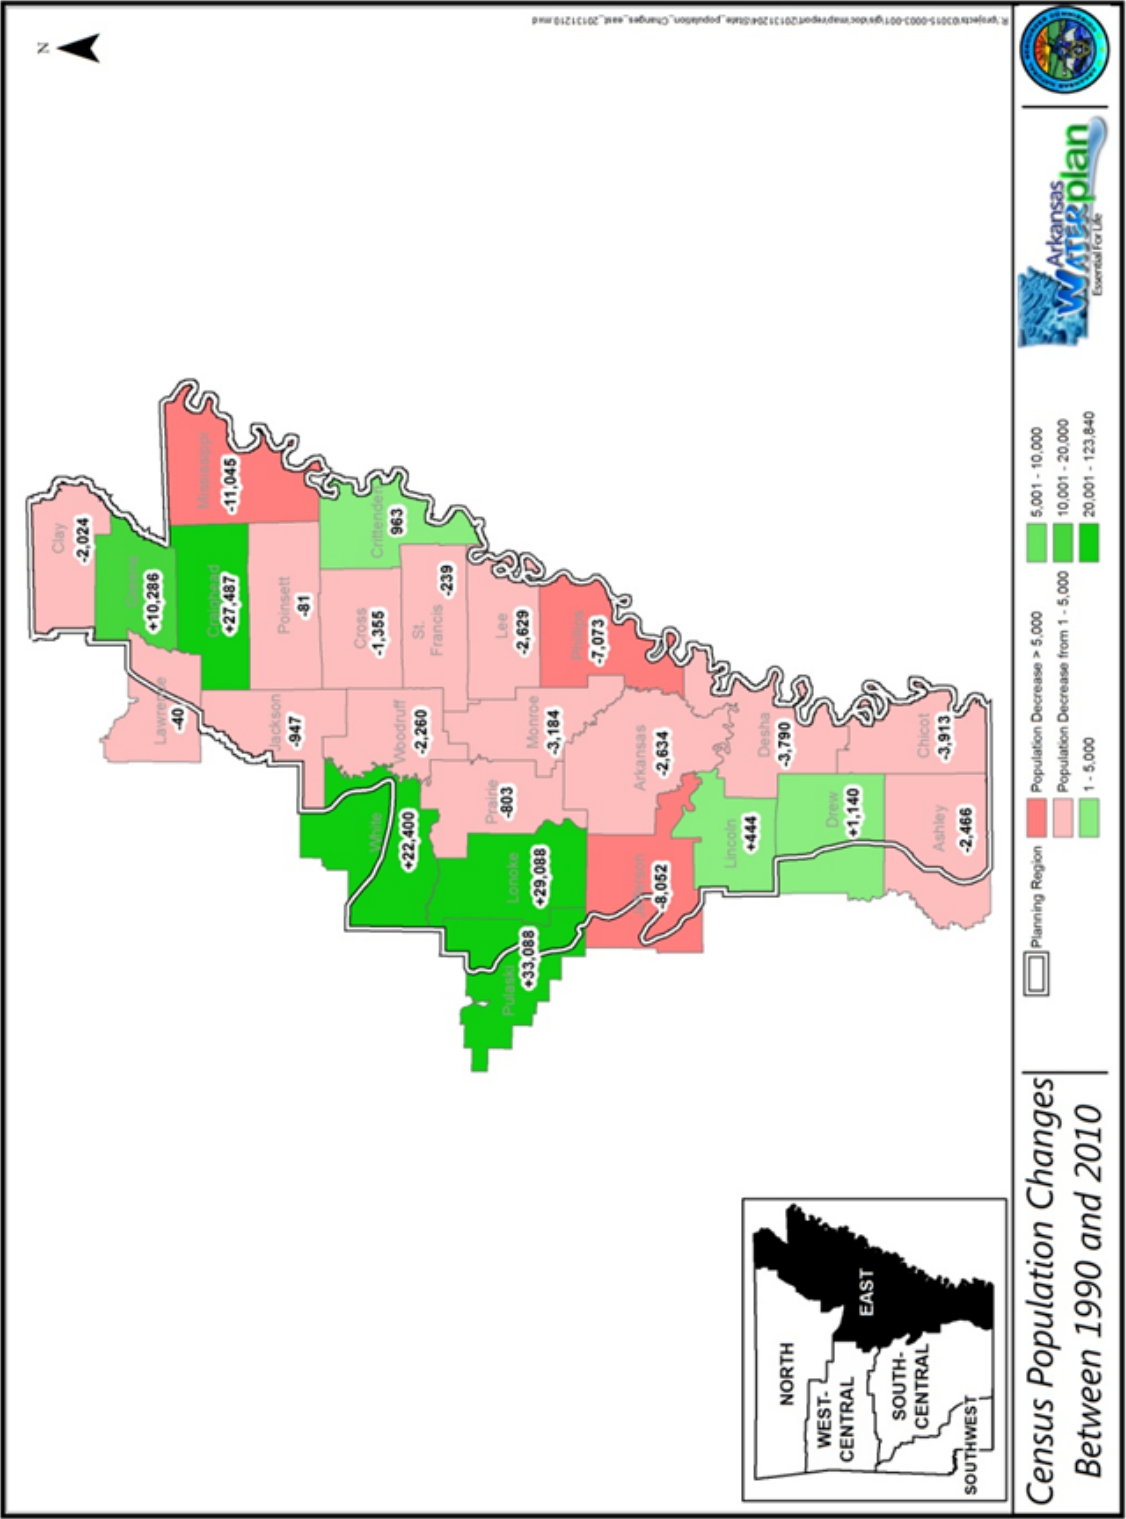 N
Clay
-2,024
Greene
+10,286
Lawrence
-40
Mississippi
-11,045
Craighead
+27,487
Jackson
-947
Poinsett
-81
Crittenden
963
Cross
-1,355
White
+22,400
Woodruff
-2,260
St.
Francis
-239
Prairie
-803
Monroe
-3,184
Lee
-2,629
Pulaski
+33,088
Lonoke
+29,088
Phillips
-7,073
Arkansas
-2,634
Jefferson
-8,052
Lincoln
+444
Desha
-3,790
Drew
+1,140
Ashley
-2,466
Chicot
-3,913
NORTH
WEST-
CENTRAL
SOUTH-
CENTRAL
SOUTHWEST
EAST
Census Population Changes
Between 1990 and 2010
Planning Region
Population Decrease > 5,000
Population Decrease from 1 - 5,000
1 - 5,000
5,001 - 10,000
10,001 - 20,000
20,001 - 123,840
Arkansas
WATER plan
Essential For Life